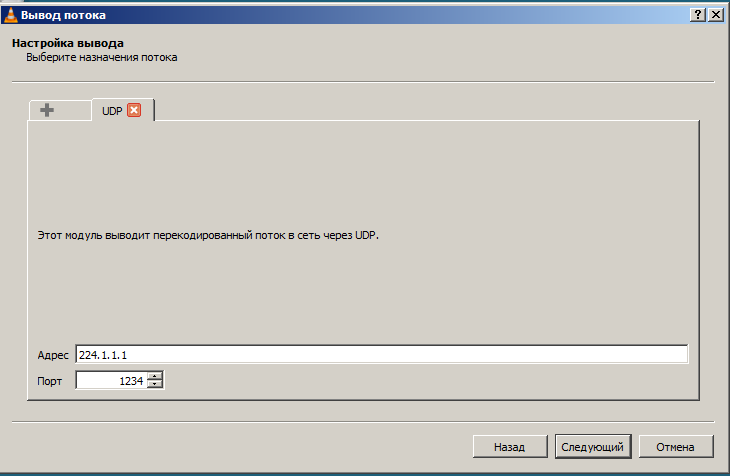 Вывод потока
Настройка вывода
Выберите назначения потока
UDP
Этот модуль выводит перекодированный поток в сеть через UDP.
Адрес 224.1.1.1
Порт 1234
Назад Следующий Отмена